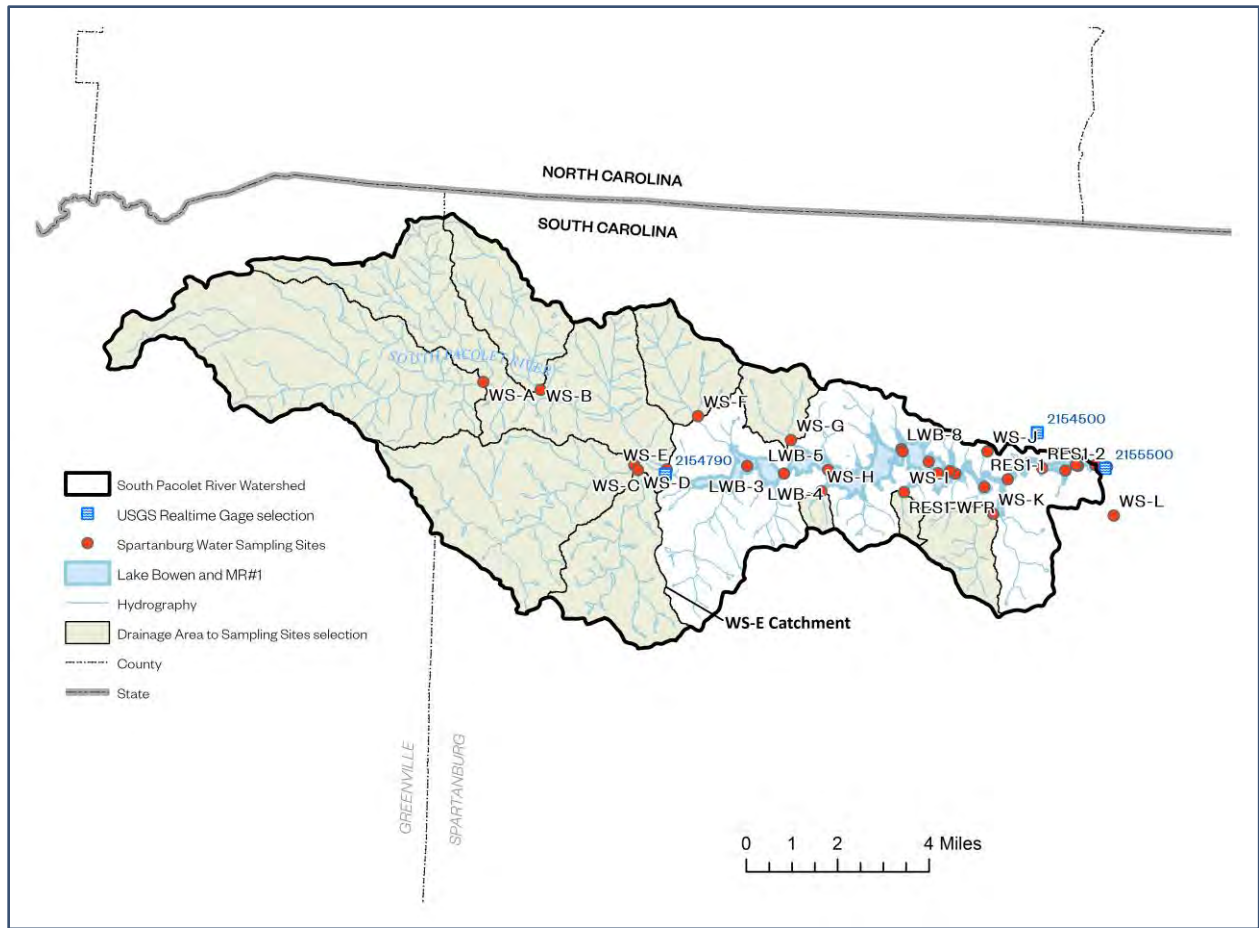 NORTH CAROLINA
SOUTH CAROLINA
SOUTH PACOLET RIVER
WS-A
WS-B
WS-F
WS-G
LWB-8
WS-J
2154500
WS-E
2154790
LWB-5
RES1-1
RES1-2
2155500
WS-C
WS-D
LWB-3
WS-H
WS-I
LWB-4
RES1-WFR
WS-K
WS-L
WS-E Catchment
South Pacolet River Watershed
USGS Realtime Gage selection
Spartanburg Water Sampling Sites
Lake Bowen and MR#1
Hydrography
Drainage Area to Sampling Sites selection
County
State
GREENVILLE
SPARTANBURG
0 1 2 4 Miles